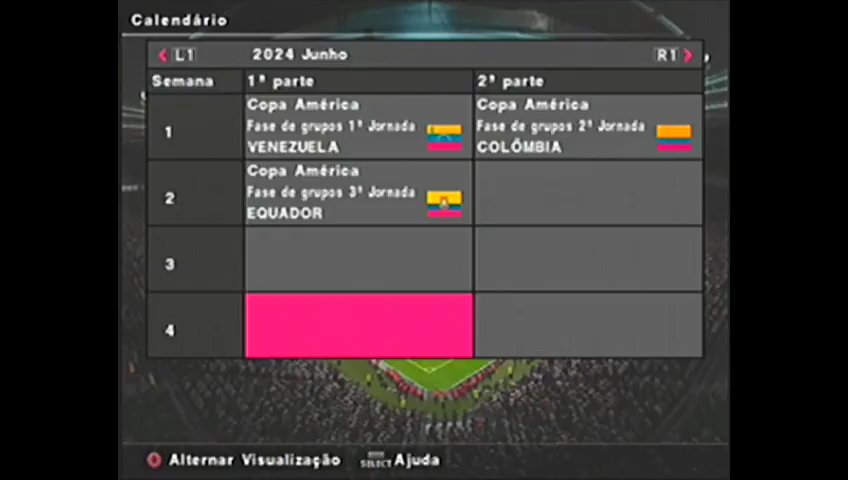 Calendário
L1 2024 Junho R1
Semana 1ª parte 2ª parte
1
Copa América
Fase de grupos 1ª Jornada
VENEZUELA
Copa América
Fase de grupos 2ª Jornada
COLÔMBIA
2
Copa América
Fase de grupos 3ª Jornada
EQUADOR
3
4
Alternar Visualização SELECT Ajuda